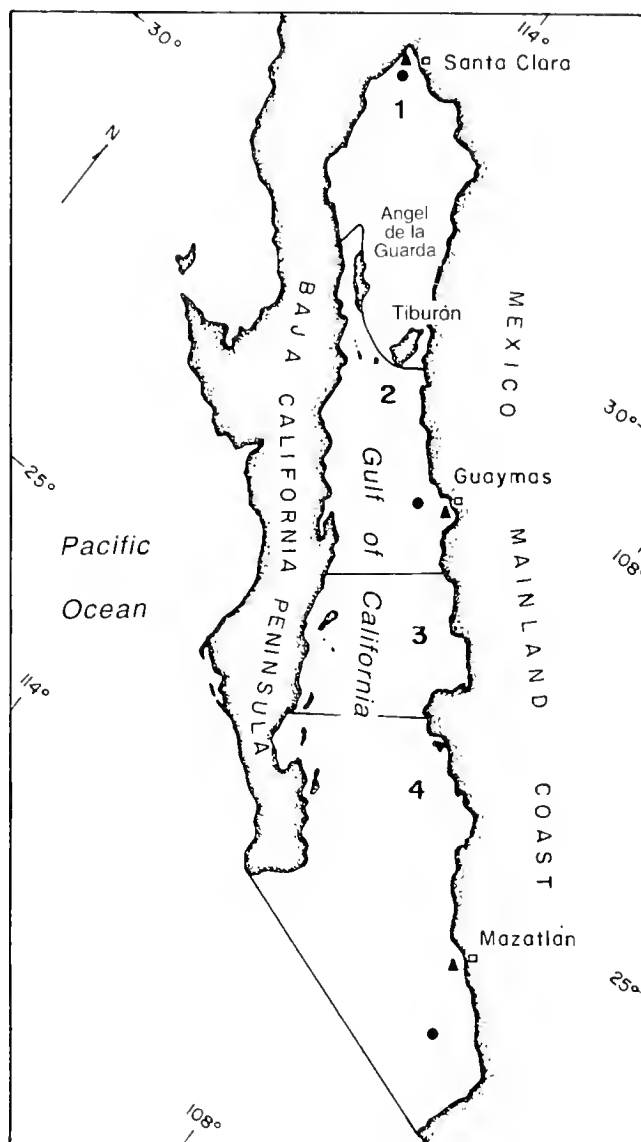 30°
114°
Santa Clara
1
N
Angel
de la
Guarda
Tiburón
BAJA CALIFORNIA PENINSULA
MEXICO MAINLAND COAST
2
30°
Gulf of California
25°
Guaymas
Pacific
Ocean
108°
3
114°
4
Mazatlán
25°
108°